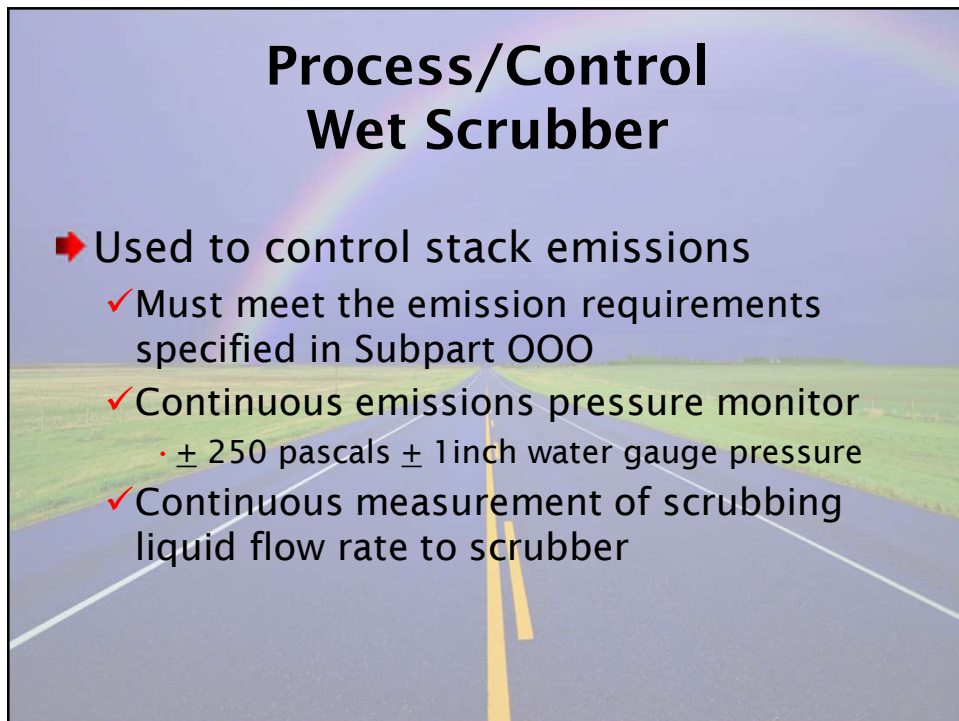 Process/Control
Wet Scrubber
Used to control stack emissions
✓Must meet the emission requirements
specified in Subpart OOO
✓Continuous emissions pressure monitor
· ± 250 pascals ± 1inch water gauge pressure
✓Continuous measurement of scrubbing
liquid flow rate to scrubber